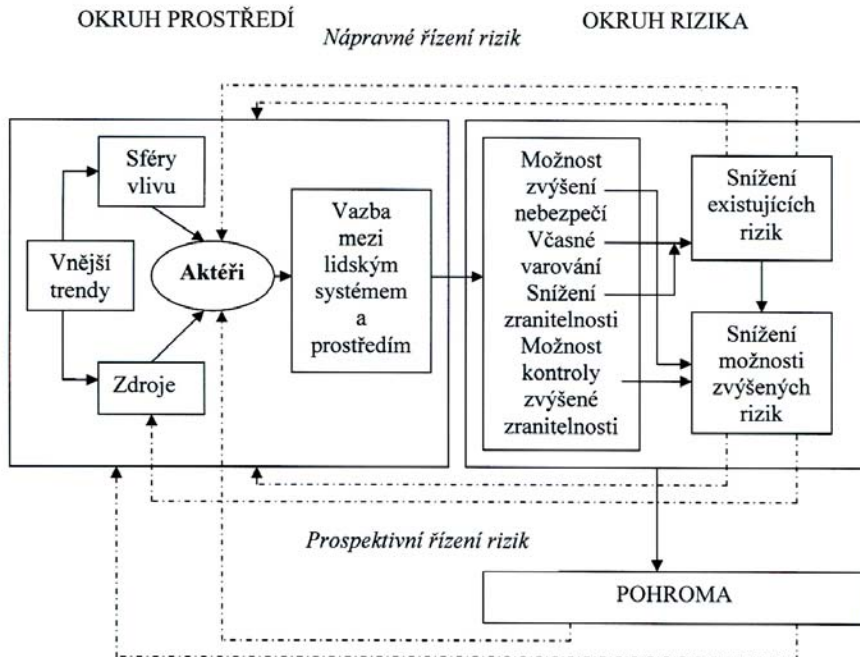 OKRUH PROSTŘEDÍ
OKRUH RIZIKA
Nápravné řízení rizik
Sféry
vlivu
Vnější
trendy
Zdroje
Aktéři
Vazba
mezi
lidským
systémem
a
prostředím
Možnost
zvýšení
nebezpečí
Včasné
varování
Snížení
zranitelnosti
Možnost
kontroly
zvýšené
zranitelnosti
Snížení
existujících
rizik
Snížení
možnosti
zvýšených
rizik
Prospektivní řízení rizik
POHROMA